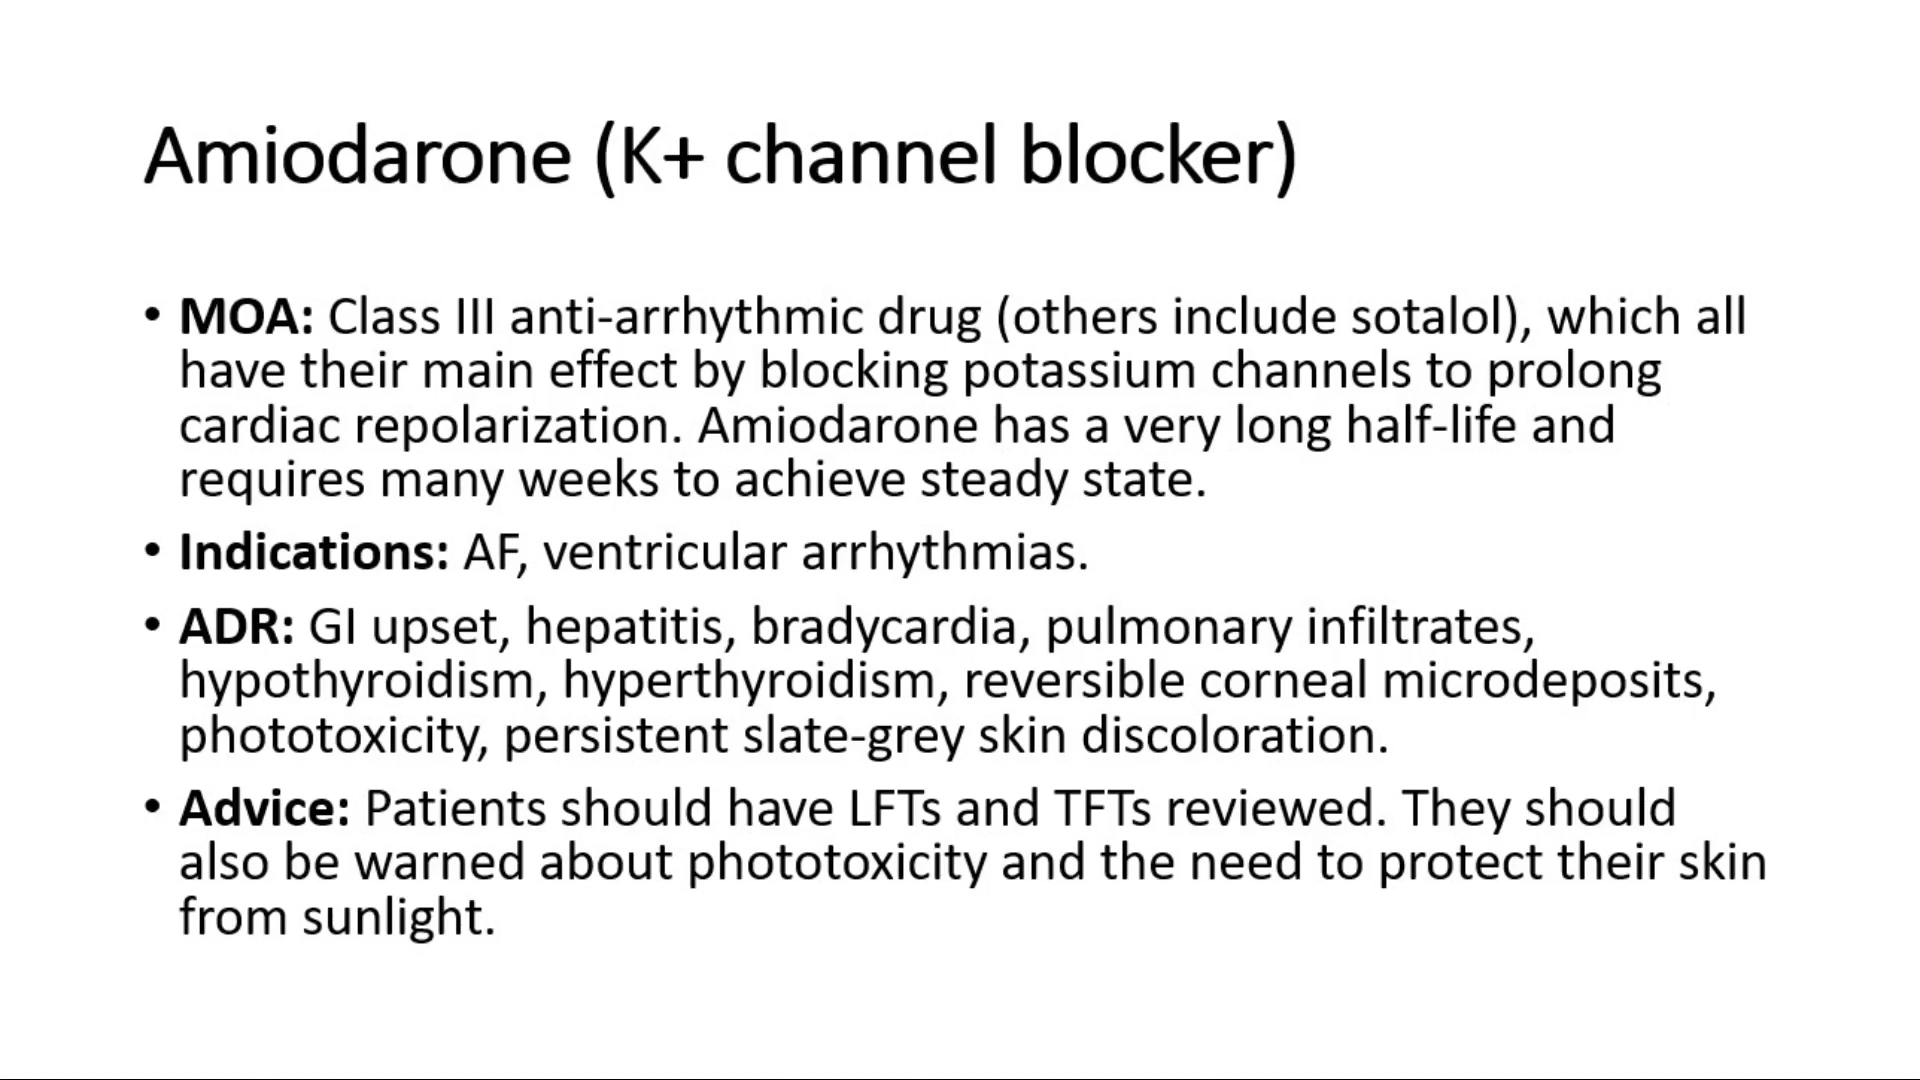 Amiodarone (K+ channel blocker)
• MOA: Class III anti-arrhythmic drug (others include sotalol), which all
have their main effect by blocking potassium channels to prolong
cardiac repolarization. Amiodarone has a very long half-life and
requires many weeks to achieve steady state.
• Indications: AF, ventricular arrhythmias.
• ADR: GI upset, hepatitis, bradycardia, pulmonary infiltrates,
hypothyroidism, hyperthyroidism, reversible corneal microdeposits,
phototoxicity, persistent slate-grey skin discoloration.
• Advice: Patients should have LFTs and TFTs reviewed. They should
also be warned about phototoxicity and the need to protect their skin
from sunlight.